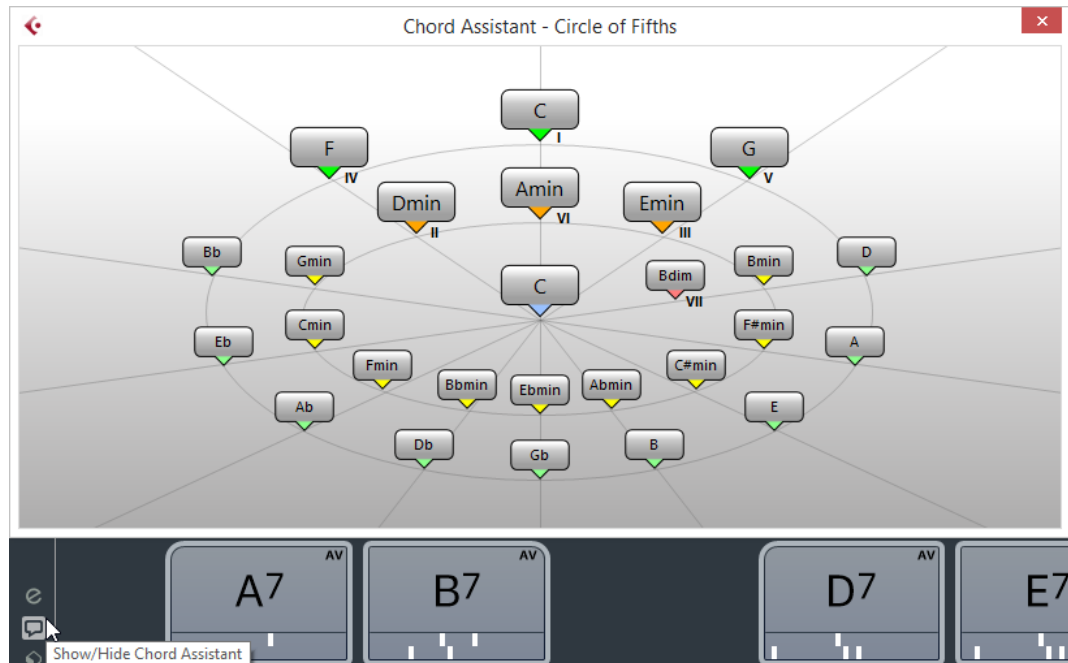 Chord Assistant - Circle of Fifths
C
I
F
IV
G
V
Dmin
II
Amin
VI
Emin
III
Bb
Gmin
C
Bdim
VII
Bmin
D
Eb
Cmin
F#min
A
Fmin
Bbmin
Ebmin
Abmin
C#min
Ab
Db
Gb
B
E
AV
A7
AV
B7
AV
D7
E7
Show/Hide Chord Assistant